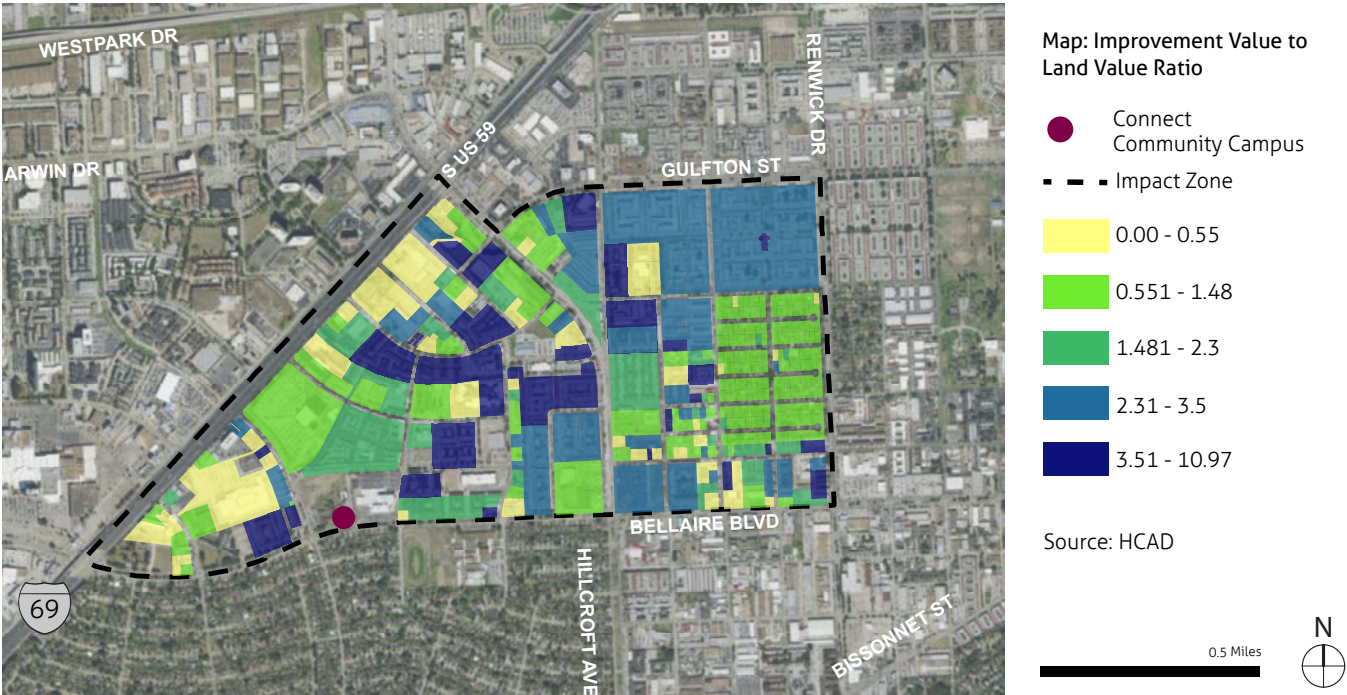 WESTPARK DR
ARWIN DR
S US 59
RENWICK DR
GULFTON ST
BELLAIRE BLVD
HILLCROFT AVE
BISSONNET ST
69
Map: Improvement Value to
Land Value Ratio
Connect
Community Campus
Impact Zone
0.00 - 0.55
0.551 - 1.48
1.481 - 2.3
2.31 - 3.5
3.51 - 10.97
Source: HCAD
0.5 Miles
N